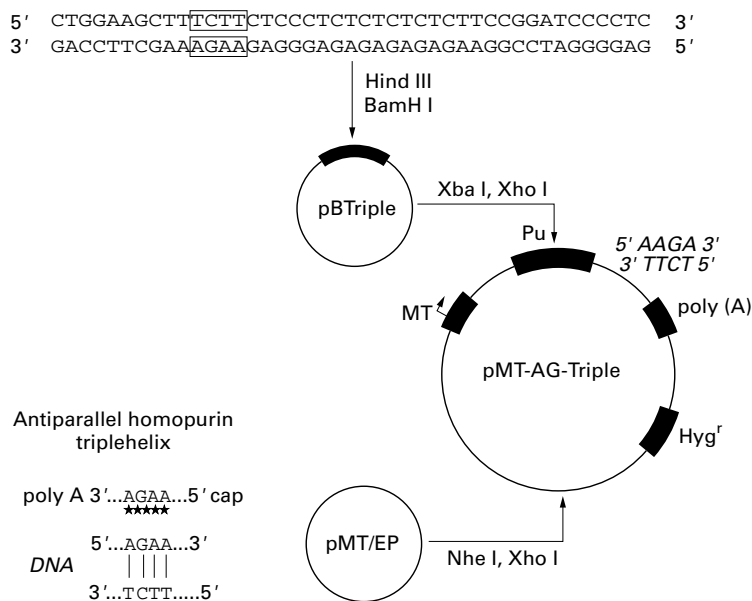 5′ CTGGAAGCTTTCTTCTCCCTCTCTCTCTTCCGGATCCCCTC 3′
3′ GACCTTCGAAAGAAGAGGGAGAGAGAGAAGGCCTAGGGGAG 5′
Hind III
BamH I
pBTriple
Xba I, Xho I
Pu
5′ AAGA 3′
3′ TTCT 5′
MT
poly (A)
pMT-AG-Triple
Hygʳ
Antiparallel homopurin
triplehelix
poly A 3′...AGAA...5′ cap
★★★★★
5′...AGAA...3′
DNA
3′...TCTT.....5′
pMT/EP
Nhe I, Xho I